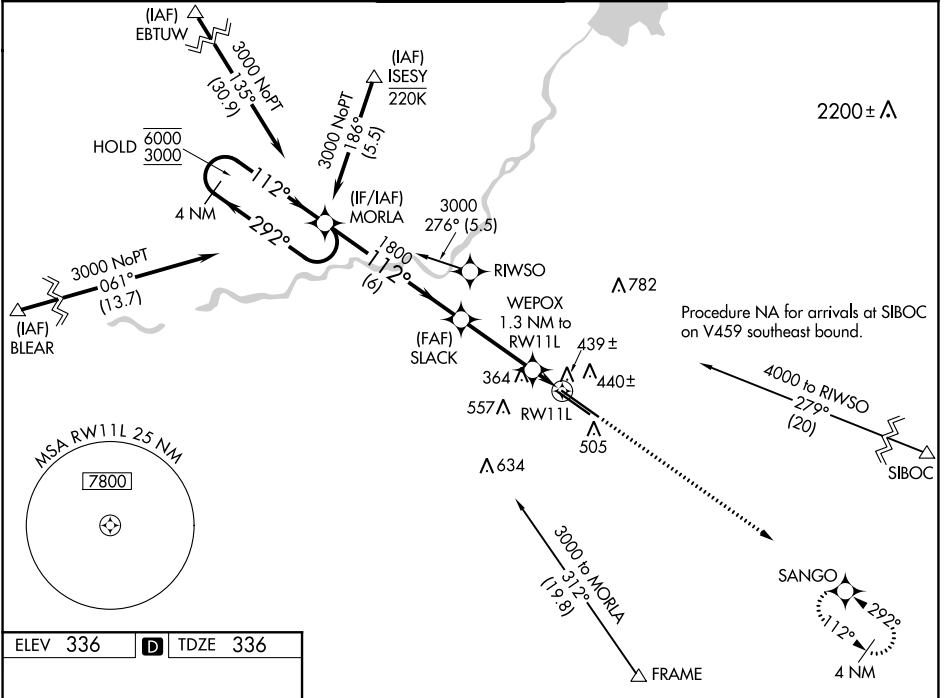 (IAF)
EBTUW
3000 NoPT
135°
(30.9)
(IAF)
ISESY
220K
3000 NoPT
186°
(5.5)
2200±
HOLD 6000
3000
112°
4 NM
292°
(IF/IAF)
MORLA
3000
276° (5.5)
1800
112°
(6)
RIWSO
3000 NoPT
061°
(13.7)
(IAF)
BLEAR
782
WEPOX
1.3 NM to
RW11L
(FAF)
SLACK
439±
364
440±
557
RW11L
505
634
Procedure NA for arrivals at SIBOC
on V459 southeast bound.
4000 to RIWSO
279°
(20)
SIBOC
MSA RW11L 25 NM
7800
3000 to MORLA
312°
(19.8)
FRAME
SANGO
292°
112°
4 NM
ELEV 336 D TDZE 336